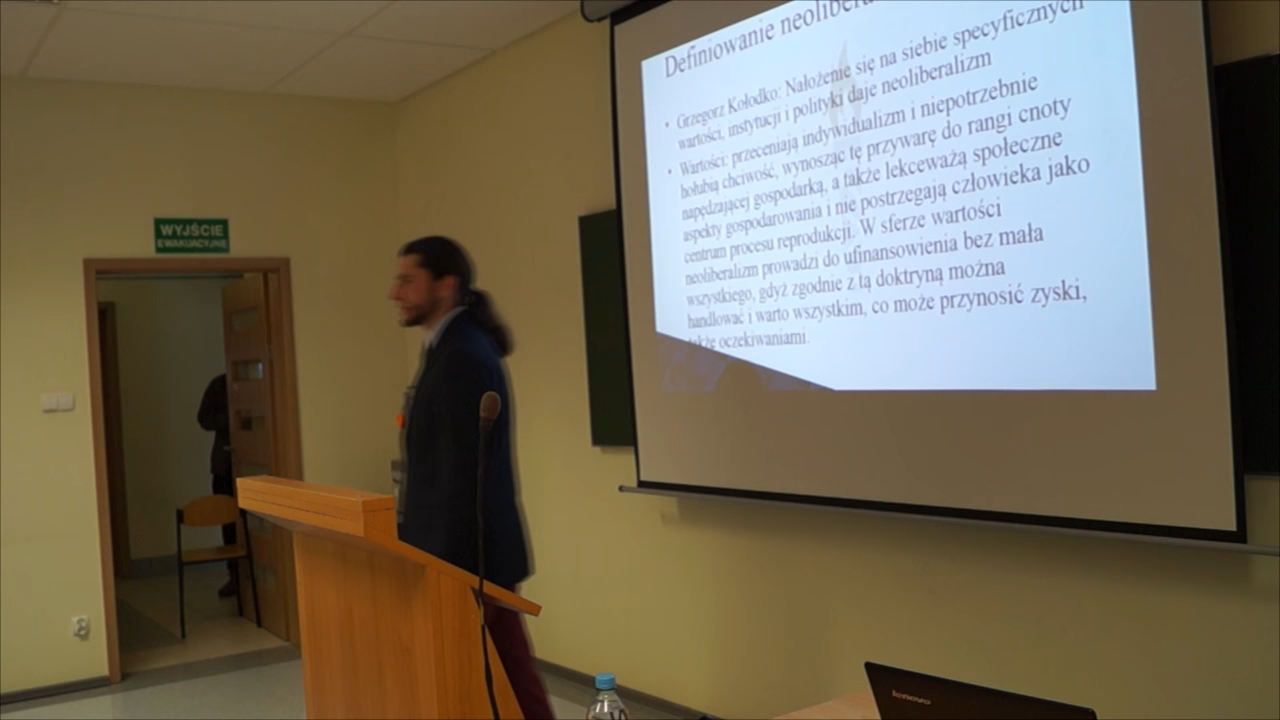 Definiowanie
Grzegorz Kołodko: Nałożenie się na siebie specyficznych
wartości, instytucji i polityki daje neoliberalizm
Wartości: przeceniają indywidualizm i niepotrzebnie
hołubią chciwość, wynosząc tę przywarę do rangi cnoty
napędzającej gospodarką, a także lekceważą społeczne
aspekty gospodarowania i nie postrzegają człowieka jako
centrum procesu reprodukcji. W sferze wartości
neoliberalizm prowadzi do ufinansowienia bez mała
wszystkiego, gdyż zgodnie z tą doktryną można
handlować i warto wszystkim, co może przynosić zyski,
także oczekiwaniami.
WYJŚCIE
EWAKUACYJNE
lenovo